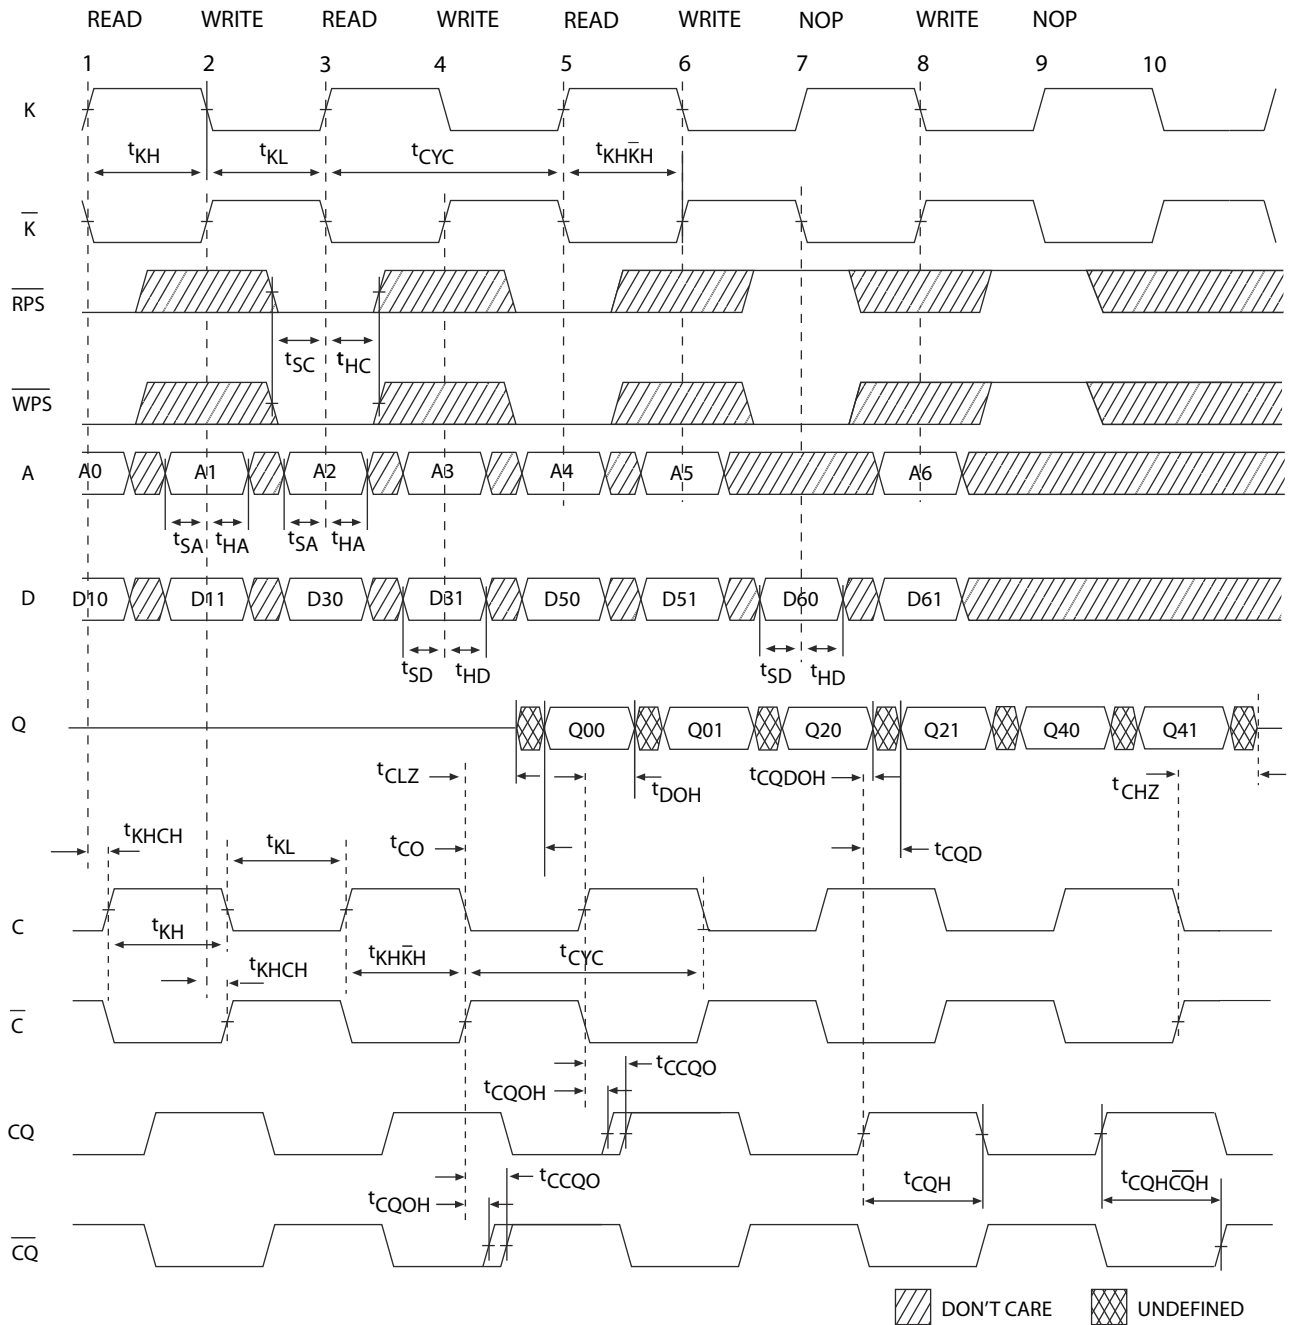 READ WRITE READ WRITE READ WRITE NOP WRITE NOP
1 2 3 4 5 6 7 8 9 10
K
tKH tKL tCYC tKHK̅H
K̅
R̅P̅S̅
tSC tHC
W̅P̅S̅
A A0 A1 A2 A3 A4 A5 A6
tSA tHA tSA tHA
D D10 D11 D30 D31 D50 D51 D60 D61
tSD tHD tSD tHD
Q Q00 Q01 Q20 Q21 Q40 Q41
tCLZ tDOH tCQDOH tCHZ
tKHCH tKL tCO tCQD
C
tKH tKHK̅H tCYC
tKHCH
C̅
tCCQO
tCQOH
CQ
tCCQO tCQH tCQHC̅Q̅H
tCQOH
C̅Q̅
DON'T CARE UNDEFINED